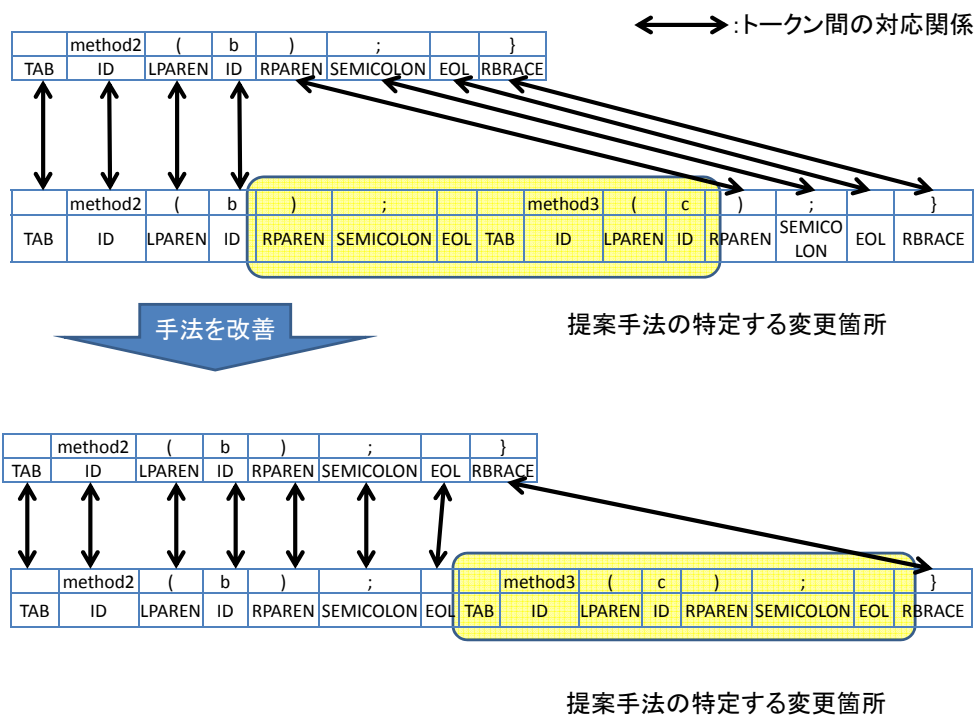 :トークン間の対応関係
method2 ( b ) ; }
TAB ID LPAREN ID RPAREN SEMICOLON EOL RBRACE
method2 ( b ) ; method3 ( c ) ; }
TAB ID LPAREN ID RPAREN SEMICOLON EOL TAB ID LPAREN ID RPAREN SEMICO
LON EOL RBRACE
手法を改善
提案手法の特定する変更箇所
method2 ( b ) ; }
TAB ID LPAREN ID RPAREN SEMICOLON EOL RBRACE
method2 ( b ) ; method3 ( c ) ; }
TAB ID LPAREN ID RPAREN SEMICOLON EOL TAB ID LPAREN ID RPAREN SEMICOLON EOL RBRACE
提案手法の特定する変更箇所